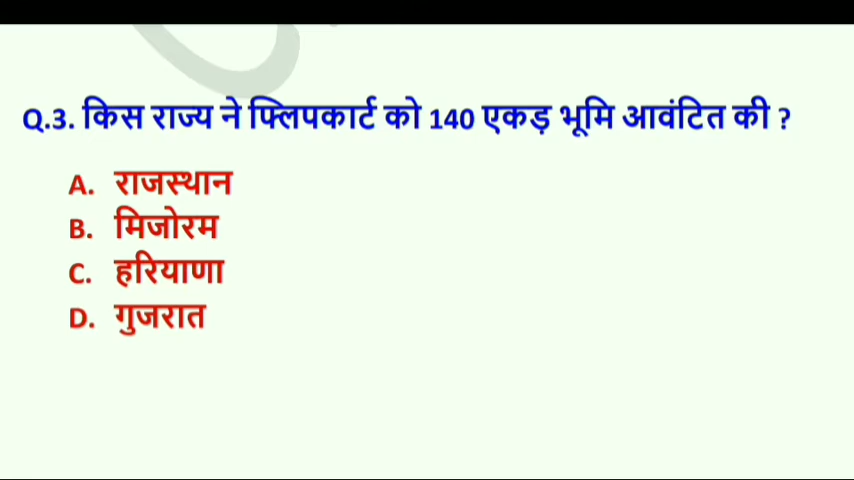 Q.3. किस राज्य ने फ्लिपकार्ट को 140 एकड़ भूमि आवंटित की ?
A. राजस्थान
B. मिजोरम
C. हरियाणा
D. गुजरात